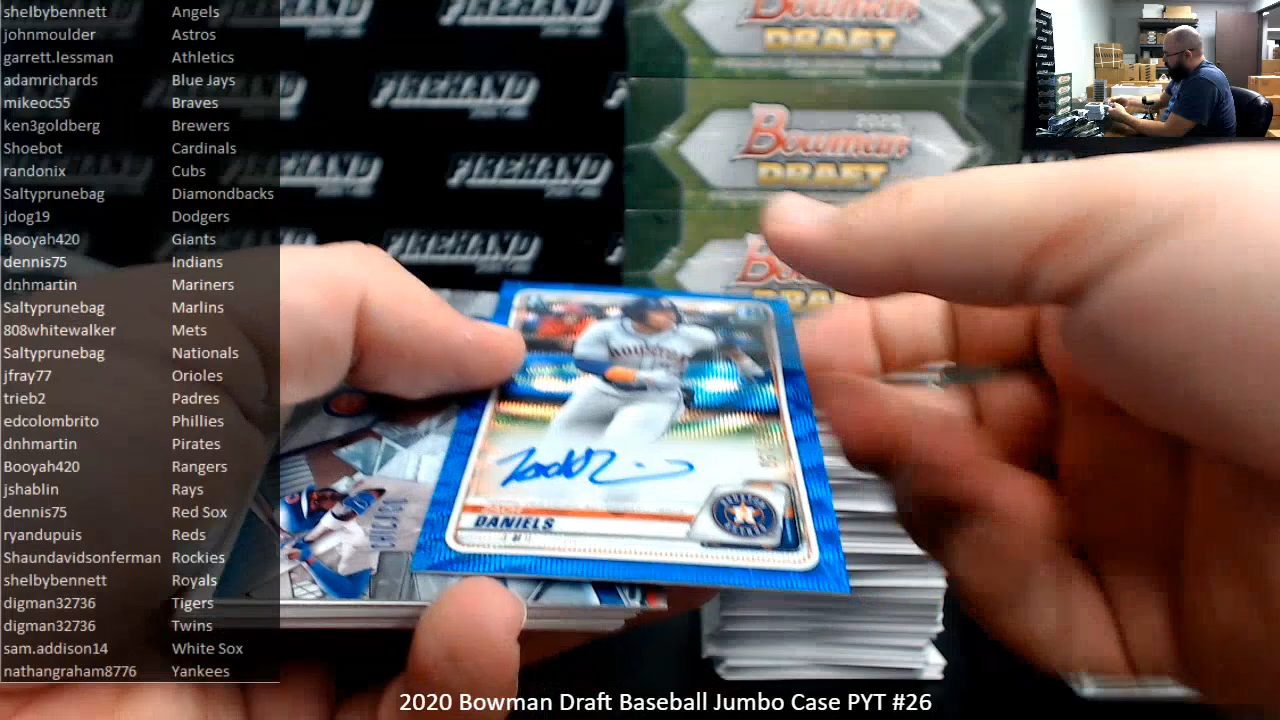 shelbybennett Angels
johnmoulder Astros
garrett.lessman Athletics
adamrichards Blue Jays
mikeoc55 Braves
ken3goldberg Brewers
Shoebot Cardinals
randonix Cubs
Saltyprunebag Diamondbacks
jdog19 Dodgers
Booyah420 Giants
dennis75 Indians
dnhmartin Mariners
Saltyprunebag Marlins
808whitewalker Mets
Saltyprunebag Nationals
jfray77 Orioles
trieb2 Padres
edcolombrito Phillies
dnhmartin Pirates
Booyah420 Rangers
jshablin Rays
dennis75 Red Sox
ryandupuis Reds
Shaundavidsonferman Rockies
shelbybennett Royals
digman32736 Tigers
digman32736 Twins
sam.addison14 White Sox
nathangraham8776 Yankees
FIREHAND
FIREHAND
FIREHAND
FIREHAND
FIREHAND
Bowman
DRAFT
2020
Bowman
DRAFT
HOUSTON
DANIELS
2020 Bowman Draft Baseball Jumbo Case PYT #26